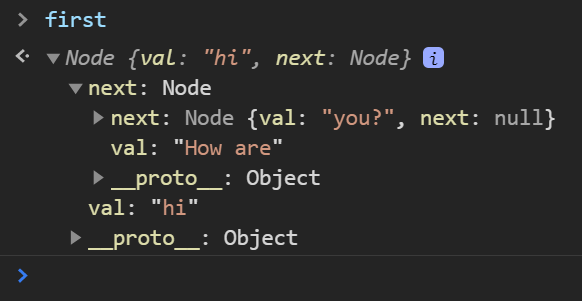 > first
<· ▼Node {val: "hi", next: Node} i
▼next: Node
▶next: Node {val: "you?", next: null}
val: "How are"
▶__proto__: Object
val: "hi"
▶__proto__: Object
>